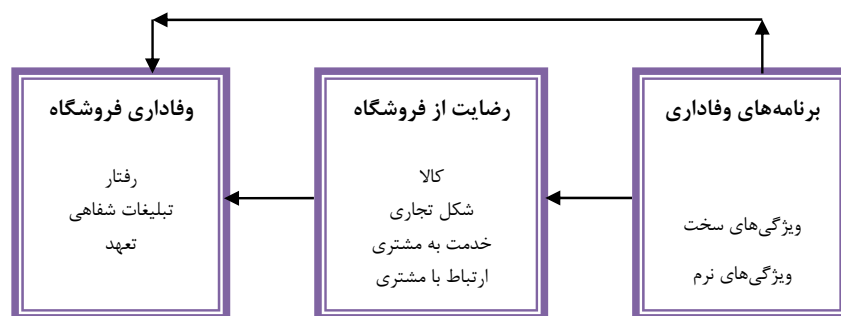 برنامه‌های وفاداری
ویژگی‌های سخت
ویژگی‌های نرم
رضایت از فروشگاه
کالا
شکل تجاری
خدمت به مشتری
ارتباط با مشتری
وفاداری فروشگاه
رفتار
تبلیغات شفاهی
تعهد